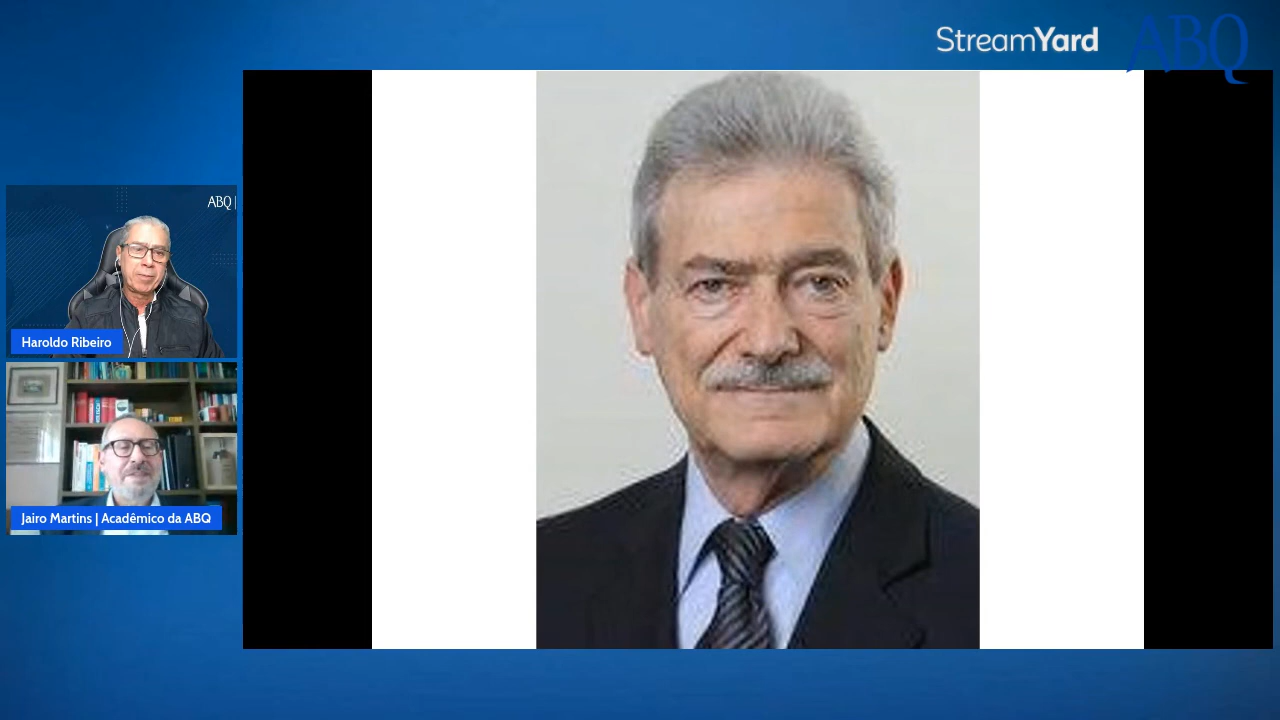 StreamYard
ABQ
ABQ |
Haroldo Ribeiro
Jairo Martins | Acadêmico da ABQ